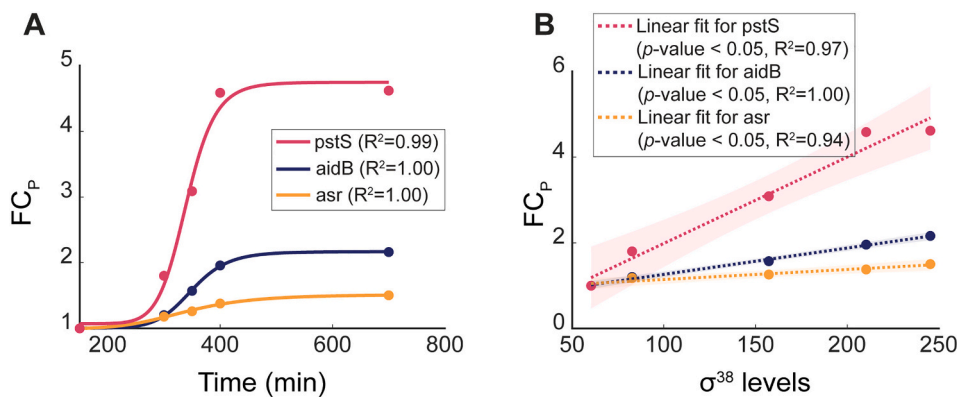 A
FC_P
5
4
3
2
1
200
400
600
800
Time (min)
pstS (R²=0.99)
aidB (R²=1.00)
asr (R²=1.00)
B
FC_P
6
4
2
0
50
100
150
200
250
σ³⁸ levels
Linear fit for pstS
(p-value < 0.05, R²=0.97)
Linear fit for aidB
(p-value < 0.05, R²=1.00)
Linear fit for asr
(p-value < 0.05, R²=0.94)